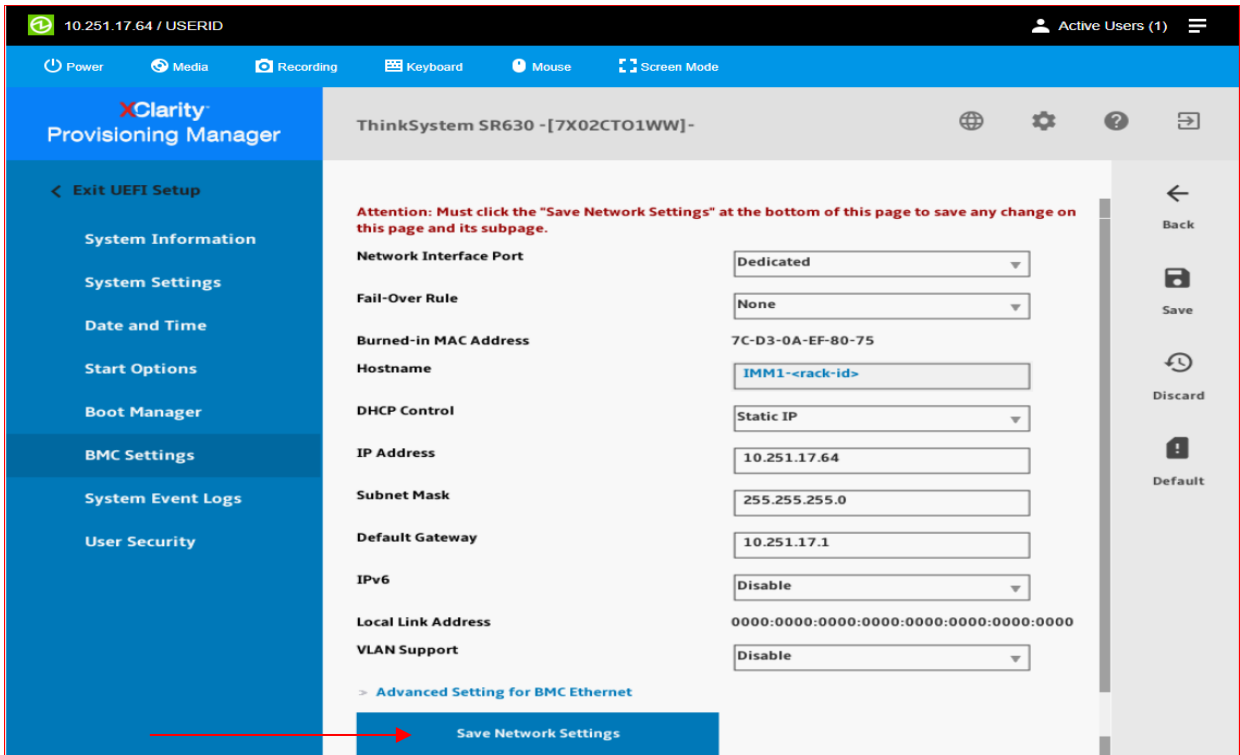 10.251.17.64 / USERID
Active Users (1)
Power Media Recording Keyboard Mouse Screen Mode
XClarity
Provisioning Manager
ThinkSystem SR630 -[7X02CTO1WW]-
Exit UEFI Setup
System Information
System Settings
Date and Time
Start Options
Boot Manager
BMC Settings
System Event Logs
User Security
Attention: Must click the "Save Network Settings" at the bottom of this page to save any change on
this page and its subpage.
Network Interface Port Dedicated
Fail-Over Rule None
Burned-in MAC Address 7C-D3-0A-EF-80-75
Hostname IMM1-<rack-id>
DHCP Control Static IP
IP Address 10.251.17.64
Subnet Mask 255.255.255.0
Default Gateway 10.251.17.1
IPv6 Disable
Local Link Address 0000:0000:0000:0000:0000:0000:0000:0000
VLAN Support Disable
> Advanced Setting for BMC Ethernet
Save Network Settings
Back
Save
Discard
Default